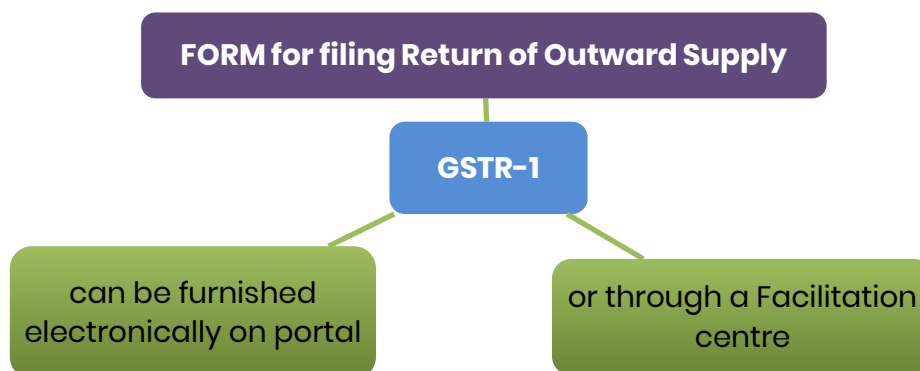 FORM for filing Return of Outward Supply
GSTR-1
can be furnished
electronically on portal
or through a Facilitation
centre